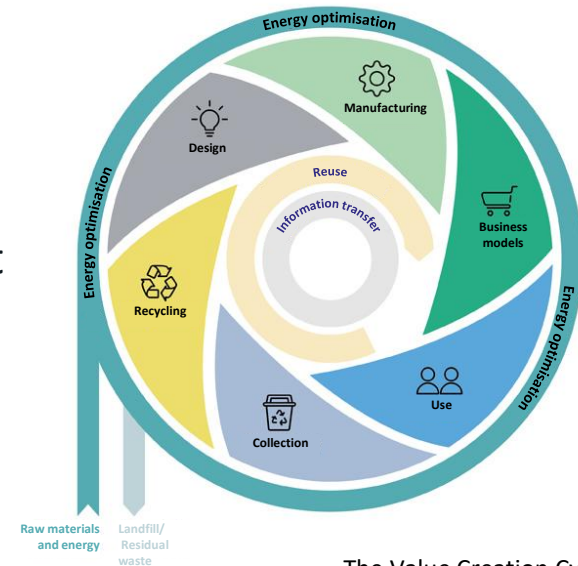 Energy optimisation
Manufacturing
Design
Reuse
Information transfer
Business
models
Energy optimisation
t
Recycling
Energy optimisation
Use
Collection
Raw materials
and energy
Landfill/
Residual
waste